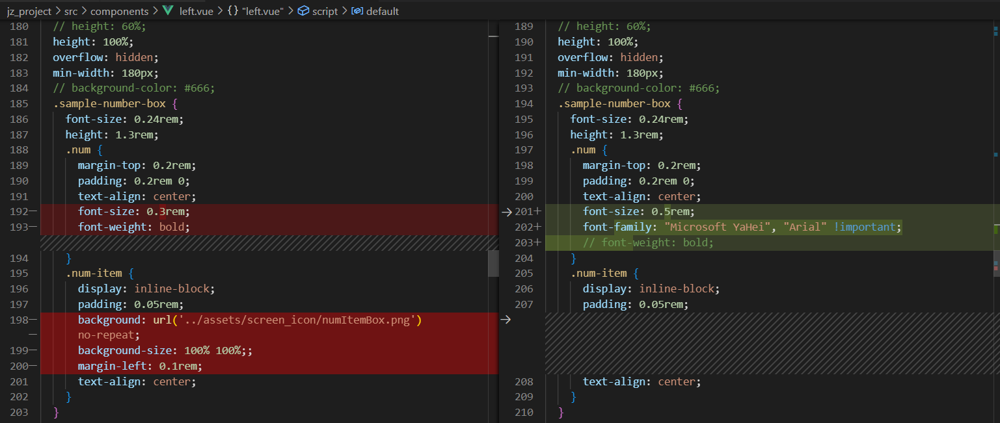 jz_project > src > components > left.vue > {} "left.vue" > script > default
180 // height: 60%;
181 height: 100%;
182 overflow: hidden;
183 min-width: 180px;
184 // background-color: #666;
185 .sample-number-box {
186 font-size: 0.24rem;
187 height: 1.3rem;
188 .num {
189 margin-top: 0.2rem;
190 padding: 0.2rem 0;
191 text-align: center;
192— font-size: 0.3rem;
193— font-weight: bold;
194 }
195 .num-item {
196 display: inline-block;
197 padding: 0.05rem;
198— background: url('../assets/screen_icon/numItemBox.png')
— no-repeat;
199— background-size: 100% 100%;;
200— margin-left: 0.1rem;
201 text-align: center;
202 }
203 }
189 // height: 60%;
190 height: 100%;
191 overflow: hidden;
192 min-width: 180px;
193 // background-color: #666;
194 .sample-number-box {
195 font-size: 0.24rem;
196 height: 1.3rem;
197 .num {
198 margin-top: 0.2rem;
199 padding: 0.2rem 0;
200 text-align: center;
→ 201+ font-size: 0.5rem;
202+ font-family: "Microsoft YaHei", "Arial" !important;
203+ // font-weight: bold;
204 }
205 .num-item {
206 display: inline-block;
207 padding: 0.05rem;
→
208 text-align: center;
209 }
210 }